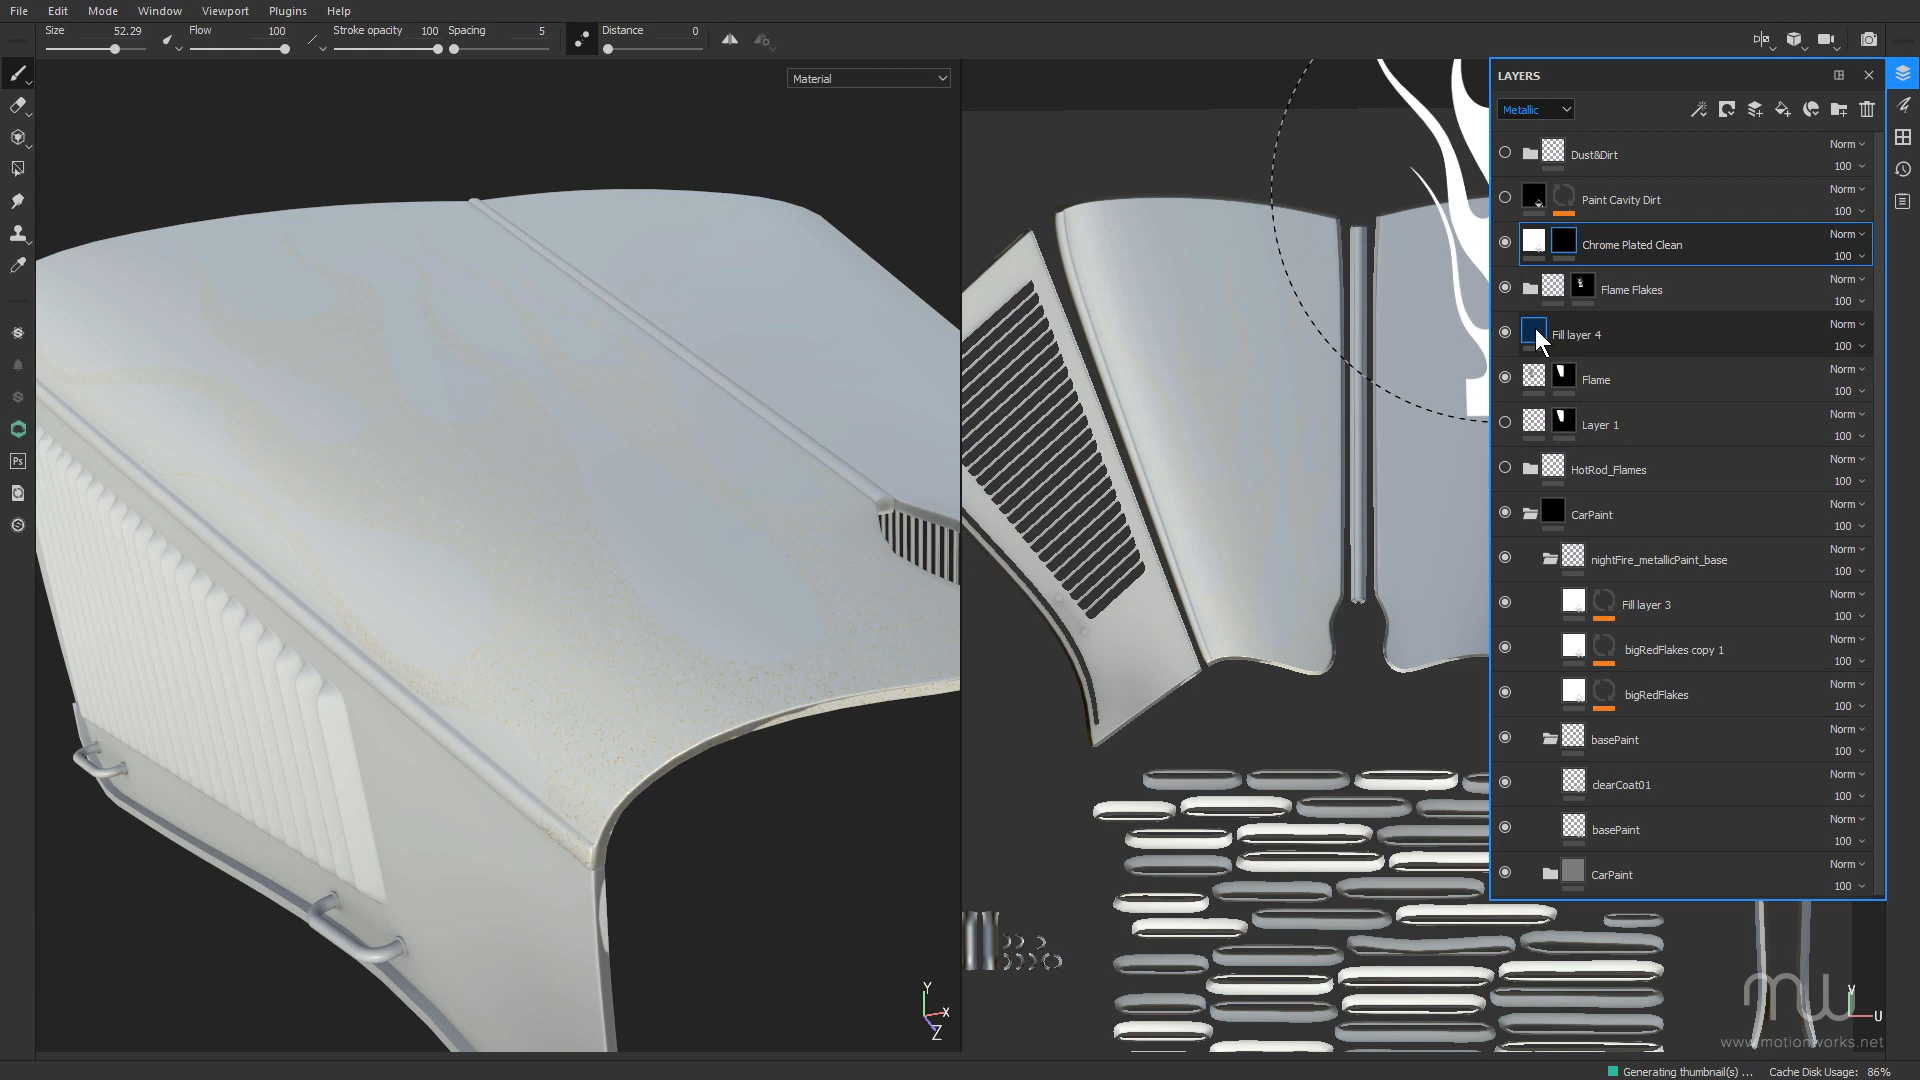 File Edit Mode Window Viewport Plugins Help
Size 52.29 Flow 100 Stroke opacity 100 Spacing 5 Distance 0
Material
LAYERS
Metallic
Dust&Dirt Norm 100
Paint Cavity Dirt Norm 100
Chrome Plated Clean Norm 100
Flame Flakes Norm 100
Fill layer 4 Norm 100
Flame Norm 100
Layer 1 Norm 100
HotRod_Flames Norm 100
CarPaint Norm 100
nightFire_metallicPaint_base Norm 100
Fill layer 3 Norm 100
bigRedFlakes copy 1 Norm 100
bigRedFlakes Norm 100
basePaint Norm 100
clearCoat01 Norm 100
basePaint Norm 100
CarPaint Norm 100
Ps
Y
X
Z
mw
V
U
www.motionworks.net
Generating thumbnail(s) ... Cache Disk Usage: 86%